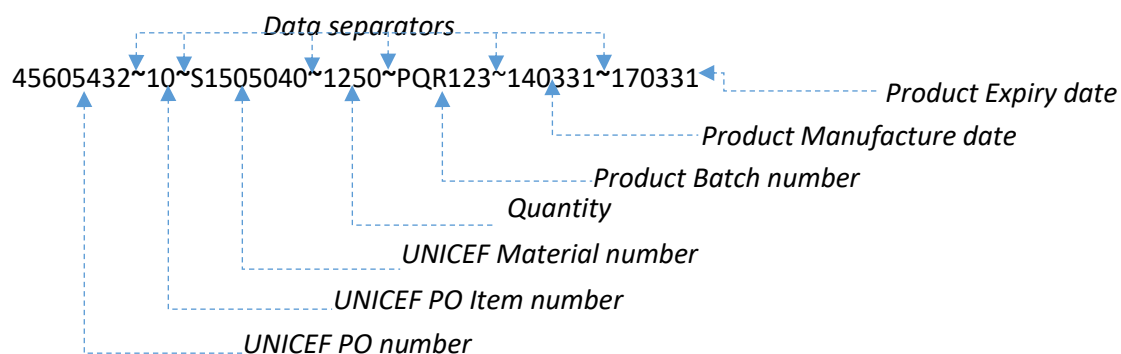 Data separators
45605432~10~S1505040~1250~PQR123~140331~170331
Product Expiry date
Product Manufacture date
Product Batch number
Quantity
UNICEF Material number
UNICEF PO Item number
UNICEF PO number